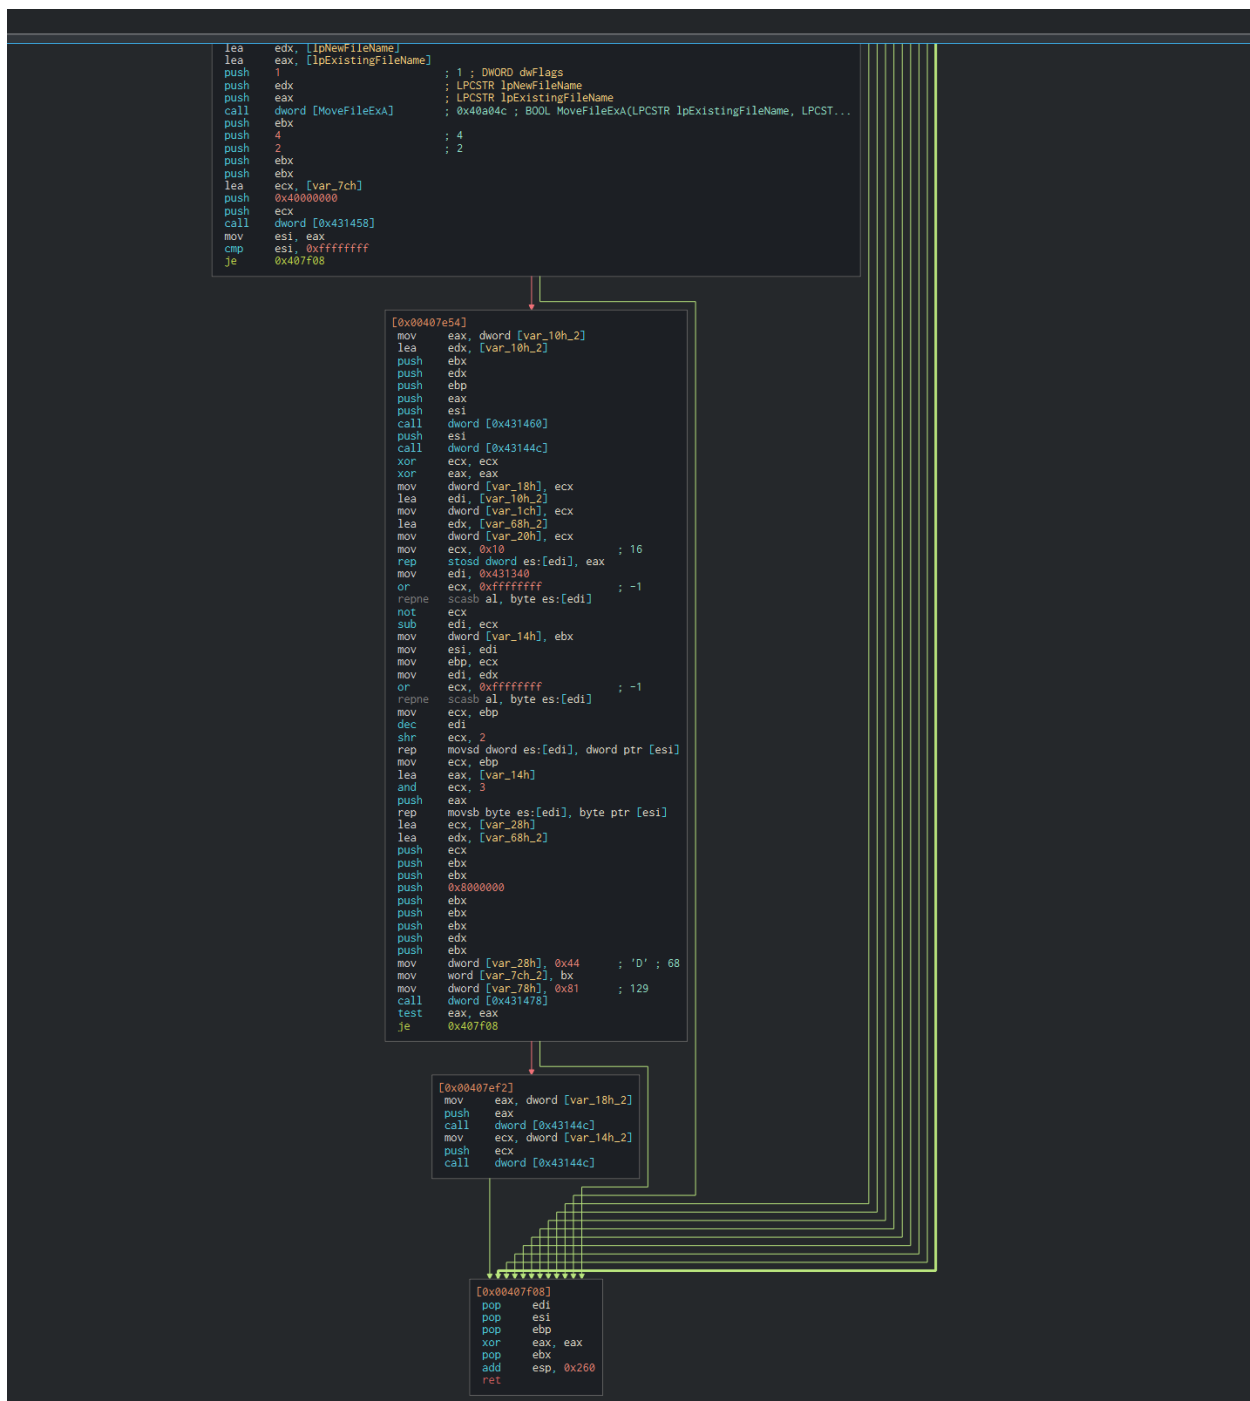 lea edx, [lpNewFileName]
lea eax, [lpExistingFileName]
push 1 ; 1 ; DWORD dwFlags
push edx ; LPCSTR lpNewFileName
push eax ; LPCSTR lpExistingFileName
call dword [MoveFileExA] ; 0x40a04c ; BOOL MoveFileExA(LPCSTR lpExistingFileName, LPCST...
push ebx
push 4 ; 4
push 2 ; 2
push ebx
push ebx
lea ecx, [var_7ch]
push 0x40000000
push ecx
call dword [0x431458]
mov esi, eax
cmp esi, 0xffffffff
je 0x407f08
[0x00407e54]
mov eax, dword [var_10h_2]
lea edx, [var_10h_2]
push ebx
push edx
push ebp
push eax
push esi
call dword [0x431460]
push esi
call dword [0x43144c]
xor ecx, ecx
xor eax, eax
mov dword [var_18h], ecx
lea edi, [var_10h_2]
mov dword [var_1ch], ecx
lea edx, [var_68h_2]
mov dword [var_20h], ecx
mov ecx, 0x10 ; 16
rep stosd dword es:[edi], eax
mov edi, 0x431340
or ecx, 0xffffffff ; -1
repne scasb al, byte es:[edi]
not ecx
sub edi, ecx
mov dword [var_14h], ebx
mov esi, edi
mov ebp, ecx
mov edi, edx
or ecx, 0xffffffff ; -1
repne scasb al, byte es:[edi]
mov ecx, ebp
dec edi
shr ecx, 2
rep movsd dword es:[edi], dword ptr [esi]
mov ecx, ebp
lea eax, [var_14h]
and ecx, 3
push eax
rep movsb byte es:[edi], byte ptr [esi]
lea ecx, [var_28h]
lea edx, [var_68h_2]
push ecx
push ebx
push ebx
push 0x8000000
push ebx
push ebx
push ebx
push edx
push ebx
mov dword [var_28h], 0x44 ; 'D' ; 68
mov word [var_7ch_2], bx
mov dword [var_78h], 0x81 ; 129
call dword [0x431478]
test eax, eax
je 0x407f08
[0x00407ef2]
mov eax, dword [var_18h_2]
push eax
call dword [0x43144c]
mov ecx, dword [var_14h_2]
push ecx
call dword [0x43144c]
[0x00407f08]
pop edi
pop esi
pop ebp
xor eax, eax
pop ebx
add esp, 0x260
ret